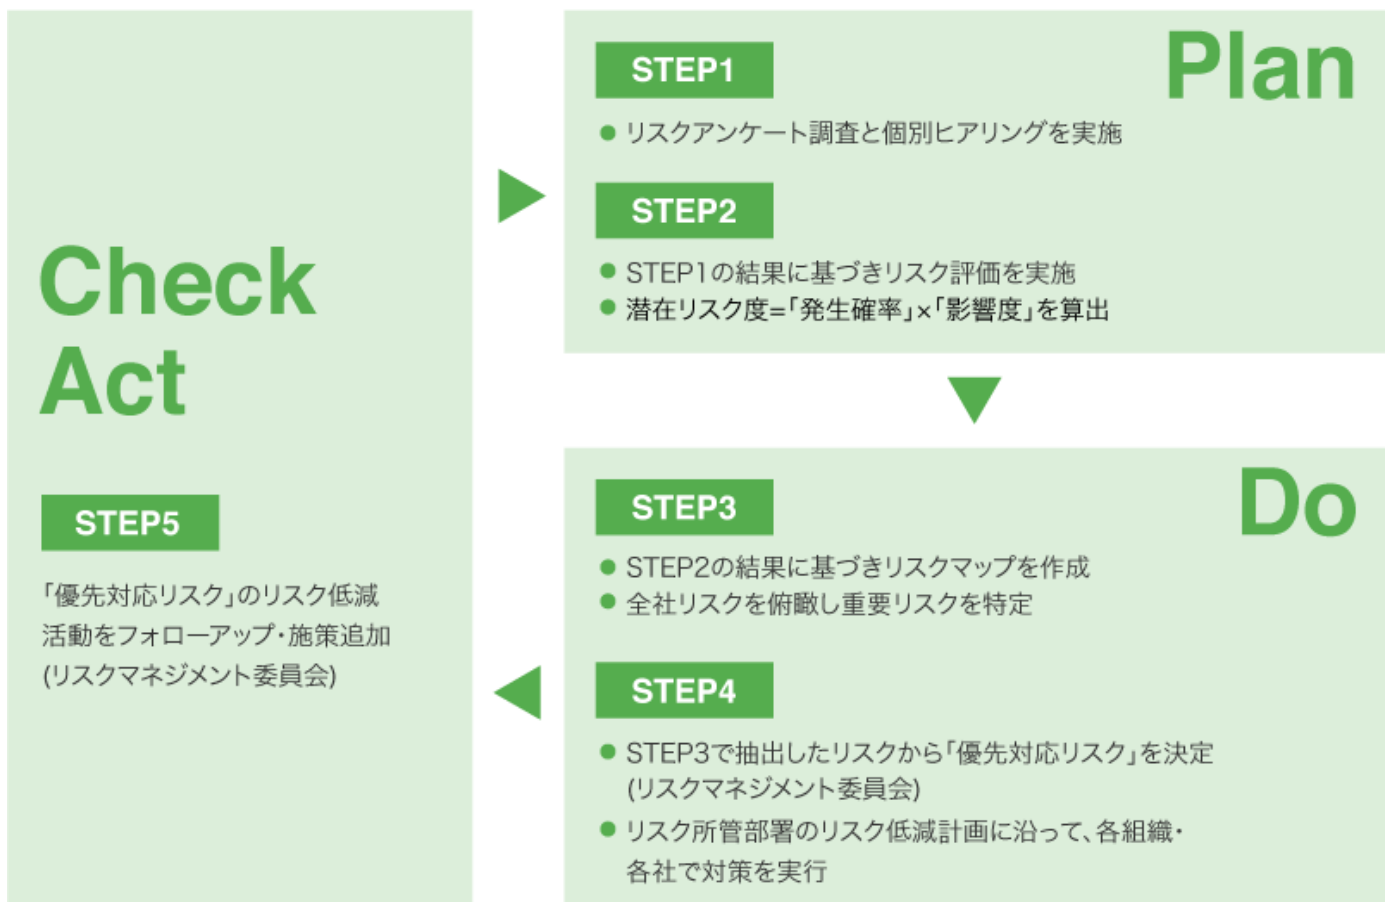 Plan
STEP1
● リスクアンケート調査と個別ヒアリングを実施
STEP2
● STEP1の結果に基づきリスク評価を実施
● 潜在リスク度=「発生確率」×「影響度」を算出
Do
STEP3
● STEP2の結果に基づきリスクマップを作成
● 全社リスクを俯瞰し重要リスクを特定
STEP4
● STEP3で抽出したリスクから「優先対応リスク」を決定
(リスクマネジメント委員会)
● リスク所管部署のリスク低減計画に沿って、各組織・
各社で対策を実行
Check
Act
STEP5
「優先対応リスク」のリスク低減
活動をフォローアップ・施策追加
(リスクマネジメント委員会)